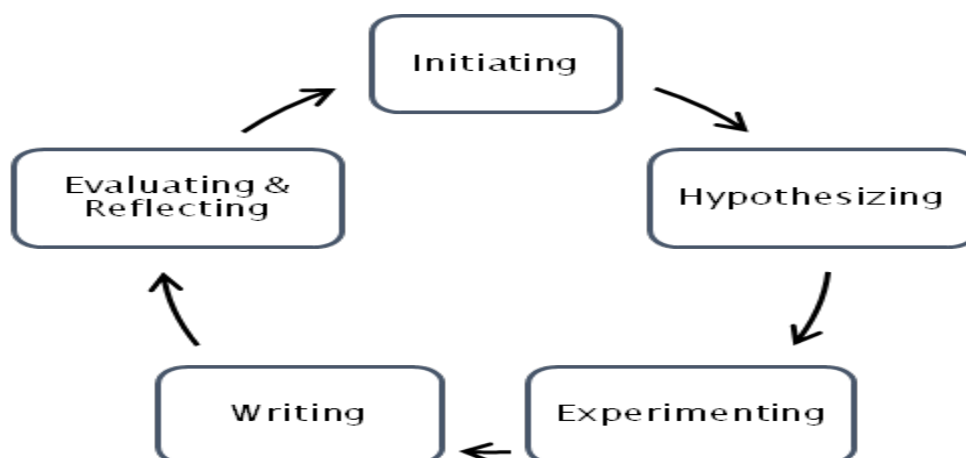 Initiating
Hypothesizing
Experimenting
Writing
Evaluating &
Reflecting